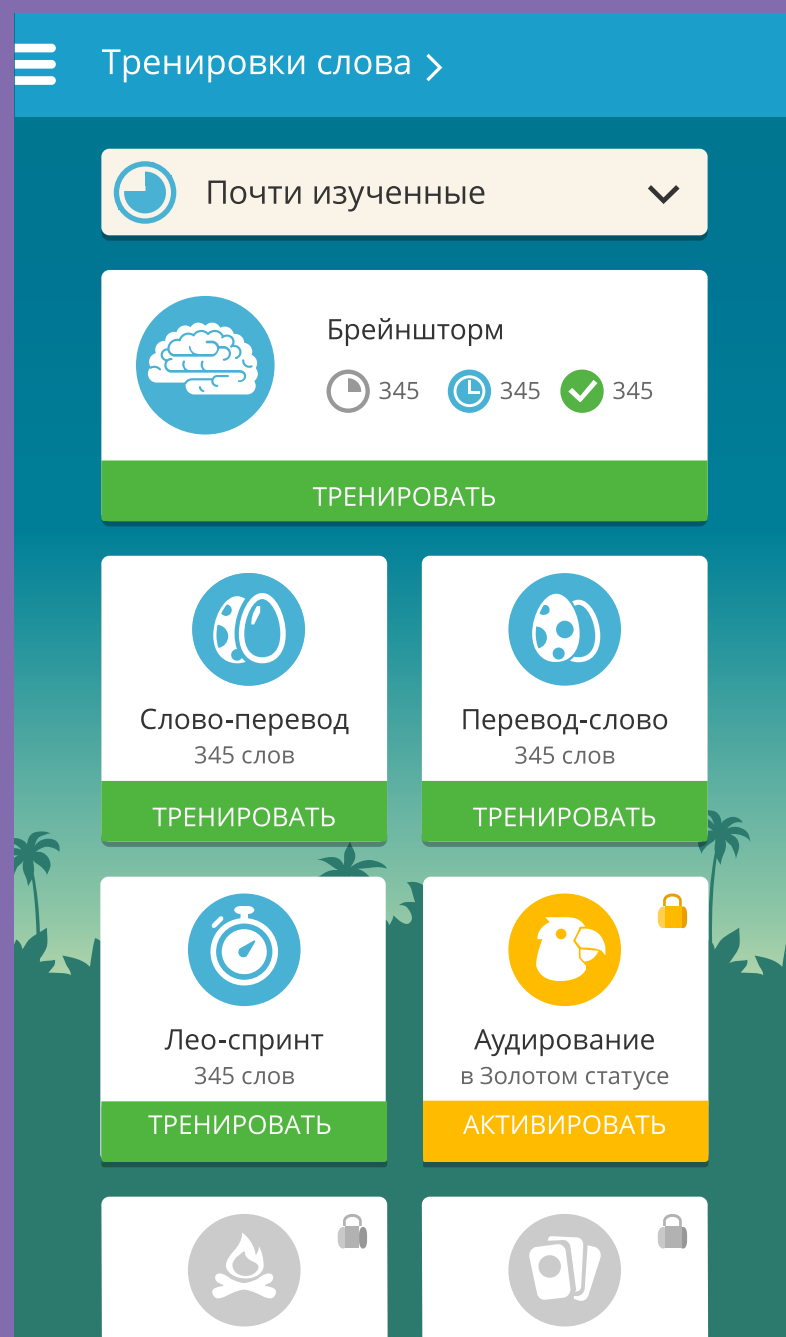 Тренировки слова
Почти изученные
Брейншторм
345 345 345
ТРЕНИРОВАТЬ
Слово-перевод
345 слов
ТРЕНИРОВАТЬ
Перевод-слово
345 слов
ТРЕНИРОВАТЬ
Лео-спринт
345 слов
ТРЕНИРОВАТЬ
Аудирование
в Золотом статусе
АКТИВИРОВАТЬ